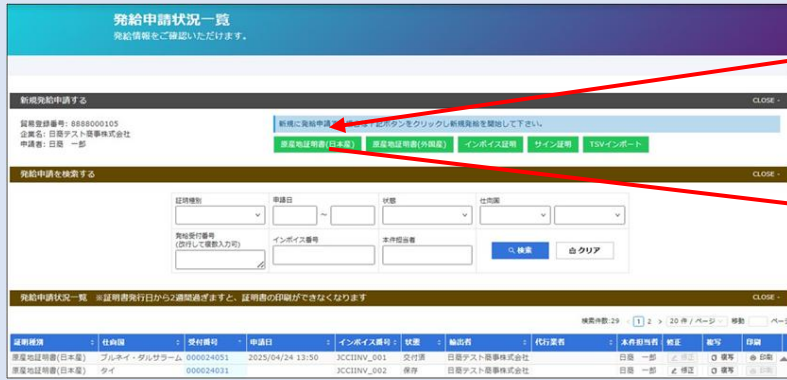 発給申請状況一覧
発給情報をご確認いただけます。
新規発給申請する CLOSE -
貿易登録番号: 8888000105
企業名: 日商テスト商事株式会社
申請者: 日商 一郎
新規に発給申請 記ボタンをクリックし新規発給を開始して下さい。
原産地証明書(日本産) 原産地証明書(外国産) インボイス証明 サイン証明 TSVインポート
発給申請を検索する CLOSE -
証明種別 申請日 状態 仕向国
~
発給受付番号
(改行して複数入力可) インボイス番号 本件担当者
検索 クリア
発給申請状況一覧 ※証明書発行日から2週間過ぎますと、証明書の印刷ができなくなります CLOSE -
検索件数:29 ‹ 1 2 › 20 件 / ページ 移動 ページ
証明種別 仕向国 受付番号 申請日 インボイス番号 状態 輸出者 代行業者 本件担当者 修正 複写 印刷
原産地証明書(日本産) ブルネイ・ダルサラーム 000024051 2025/04/24 13:50 JCCIINV_001 交付済 日商テスト商事株式会社 日商 一郎 修正 複写 印刷
原産地証明書(日本産) タイ 000024031 JCCIINV_002 保存 日商テスト商事株式会社 日商 一郎 修正 複写 印刷